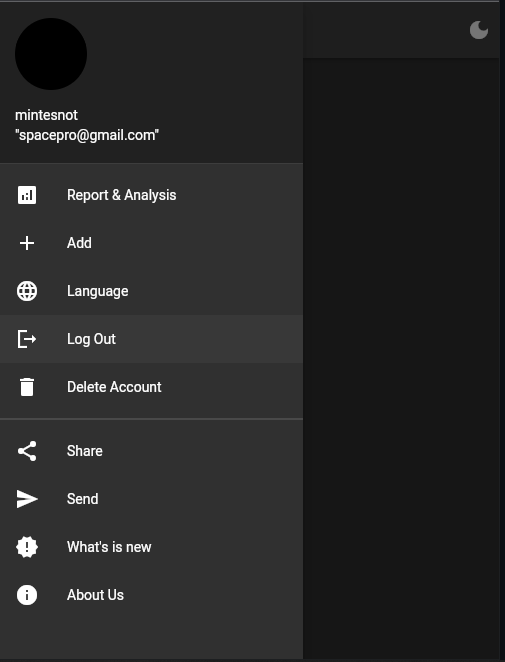 mintesnot
"spacepro@gmail.com"
Report & Analysis
Add
Language
Log Out
Delete Account
Share
Send
What's is new
About Us